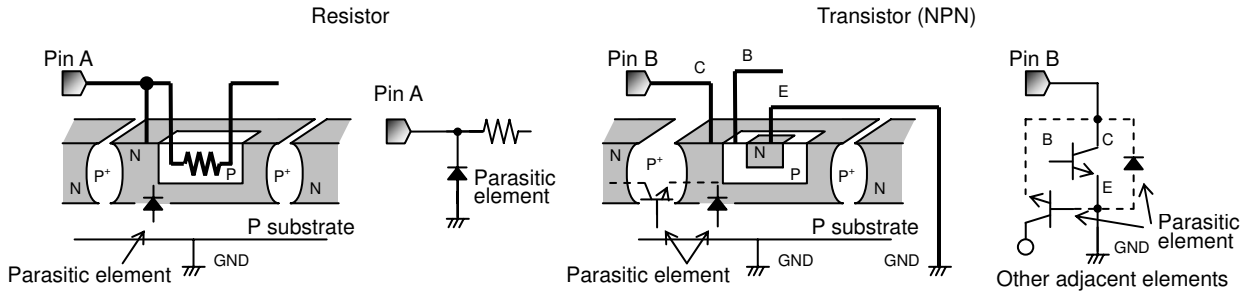 Resistor
Transistor (NPN)
Pin A
Pin A
N
N
P+
P
P+
N
Parasitic
element
P substrate
GND
Parasitic element
Pin B
C
B
E
N
P+
N
P
P+
N
P substrate
GND
GND
Parasitic element
Pin B
B
C
E
GND
Parasitic
element
Other adjacent elements